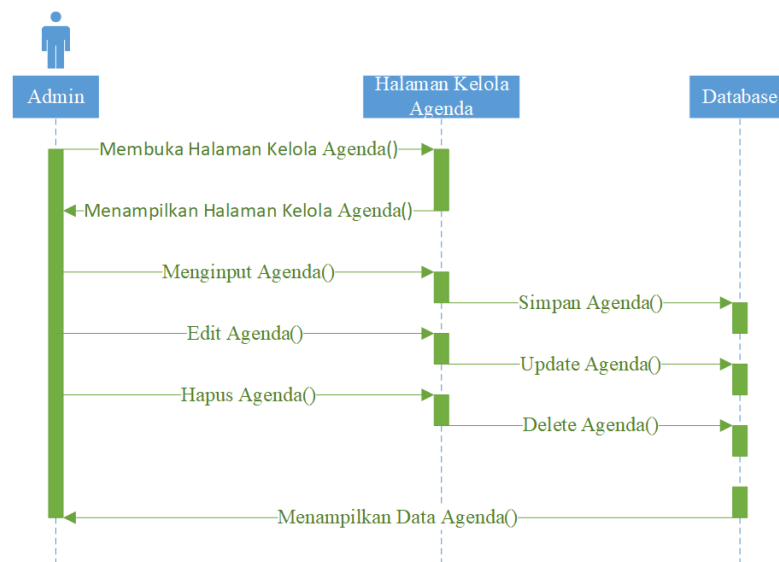 Admin
Halaman Kelola
Agenda
Database
Membuka Halaman Kelola Agenda()
Menampilkan Halaman Kelola Agenda()
Menginput Agenda()
Simpan Agenda()
Edit Agenda()
Update Agenda()
Hapus Agenda()
Delete Agenda()
Menampilkan Data Agenda()